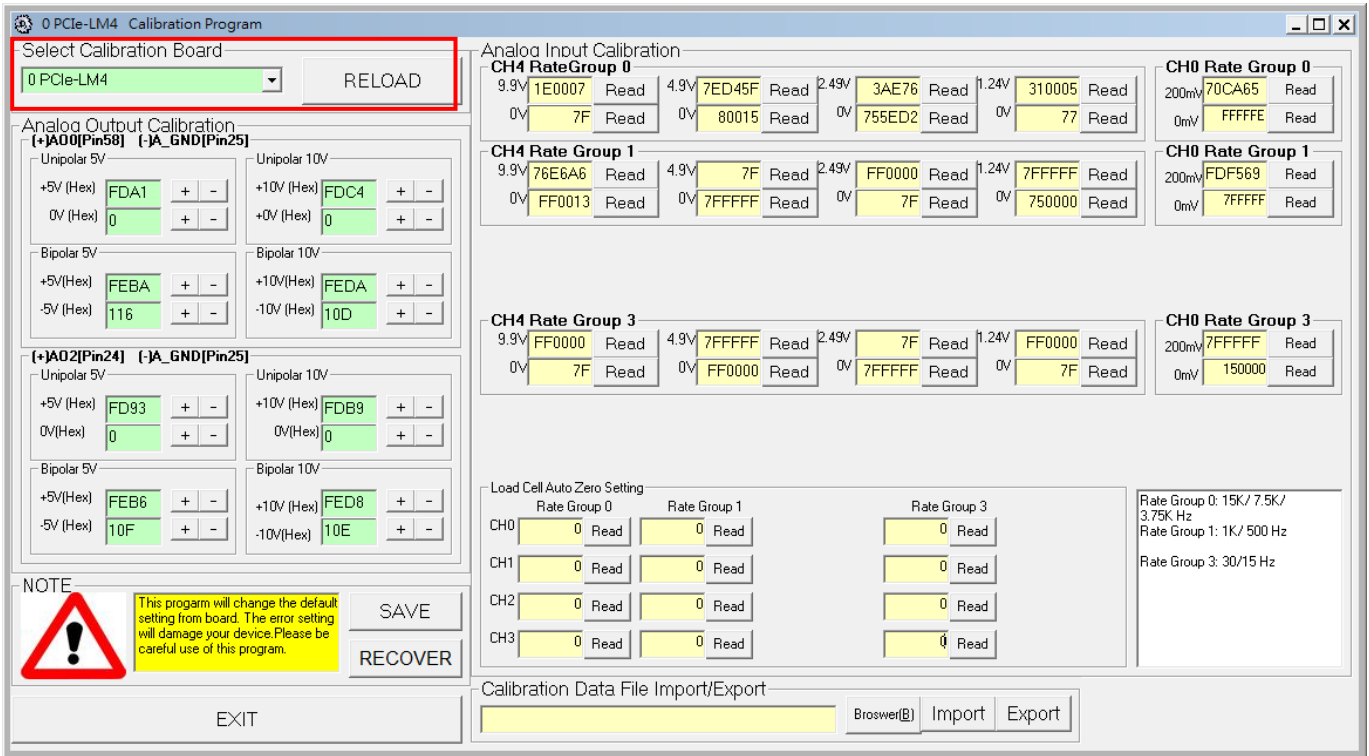 0 PCIe-LM4 Calibration Program
Select Calibration Board
0 PCIe-LM4
RELOAD
Analog Output Calibration
(+)AO0[Pin58] (-)A_GND[Pin25]
Unipolar 5V
+5V (Hex) FDA1 + -
0V (Hex) 0 + -
Unipolar 10V
+10V (Hex) FDC4 + -
+0V (Hex) 0 + -
Bipolar 5V
+5V(Hex) FEBA + -
-5V (Hex) 116 + -
Bipolar 10V
+10V(Hex) FEDA + -
-10V (Hex) 10D + -
(+)AO2[Pin24] (-)A_GND[Pin25]
Unipolar 5V
+5V (Hex) FD93 + -
0V(Hex) 0 + -
Unipolar 10V
+10V (Hex) FDB9 + -
0V(Hex) 0 + -
Bipolar 5V
+5V(Hex) FEB6 + -
-5V (Hex) 10F + -
Bipolar 10V
+10V (Hex) FED8 + -
-10V(Hex) 10E + -
NOTE
This progarm will change the default
setting from board. The error setting
will damage your device.Please be
careful use of this program.
SAVE
RECOVER
EXIT
Analog Input Calibration
CH4 RateGroup 0
9.9V 1E0007 Read 4.9V 7ED45F Read 2.49V 3AE76 Read 1.24V 310005 Read
0V 7F Read 0V 80015 Read 0V 755ED2 Read 0V 77 Read
CH0 Rate Group 0
200mV 70CA65 Read
0mV FFFFFE Read
CH4 Rate Group 1
9.9V 76E6A6 Read 4.9V 7F Read 2.49V FF0000 Read 1.24V 7FFFFF Read
0V FF0013 Read 0V 7FFFFF Read 0V 7F Read 0V 750000 Read
CH0 Rate Group 1
200mV FDF569 Read
0mV 7FFFFF Read
CH4 Rate Group 3
9.9V FF0000 Read 4.9V 7FFFFF Read 2.49V 7F Read 1.24V FF0000 Read
0V 7F Read 0V FF0000 Read 0V 7FFFFF Read 0V 7F Read
CH0 Rate Group 3
200mV 7FFFFF Read
0mV 150000 Read
Load Cell Auto Zero Setting
Rate Group 0 Rate Group 1 Rate Group 3
CH0 0 Read 0 Read 0 Read
CH1 0 Read 0 Read 0 Read
CH2 0 Read 0 Read 0 Read
CH3 0 Read 0 Read 0 Read
Rate Group 0: 15K/ 7.5K/
3.75K Hz
Rate Group 1: 1K/ 500 Hz
Rate Group 3: 30/15 Hz
Calibration Data File Import/Export
Broswer(B) Import Export